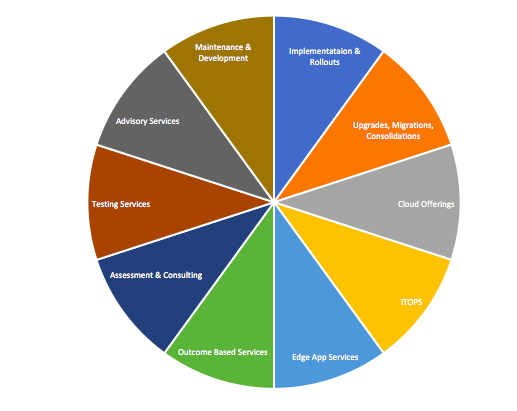 Maintenance &
Development
Implementataion &
Rollouts
Advisory Services
Upgrades, Migrations,
Consolidations
Testing Services
Cloud Offerings
Assessment & Consulting
ITOPS
Outcome Based Services
Edge App Services